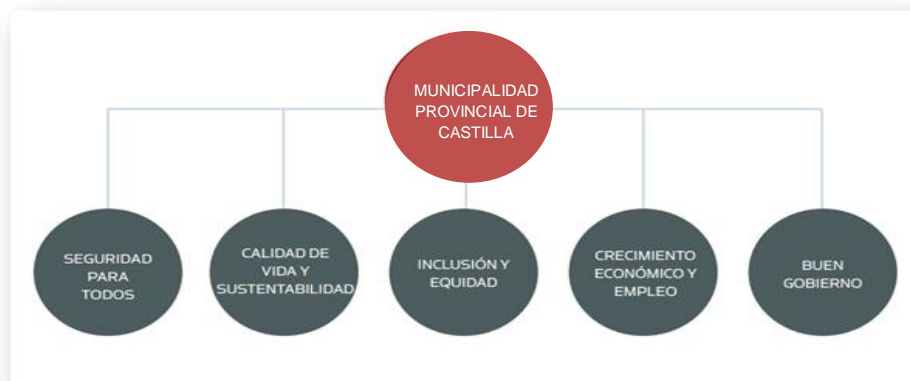 MUNICIPALIDAD
PROVINCIAL DE
CASTILLA
SEGURIDAD
PARA
TODOS
CALIDAD DE
VIDA Y
SUSTENTABILIDAD
INCLUSIÓN Y
EQUIDAD
CRECIMIENTO
ECONÓMICO Y
EMPLEO
BUEN
GOBIERNO